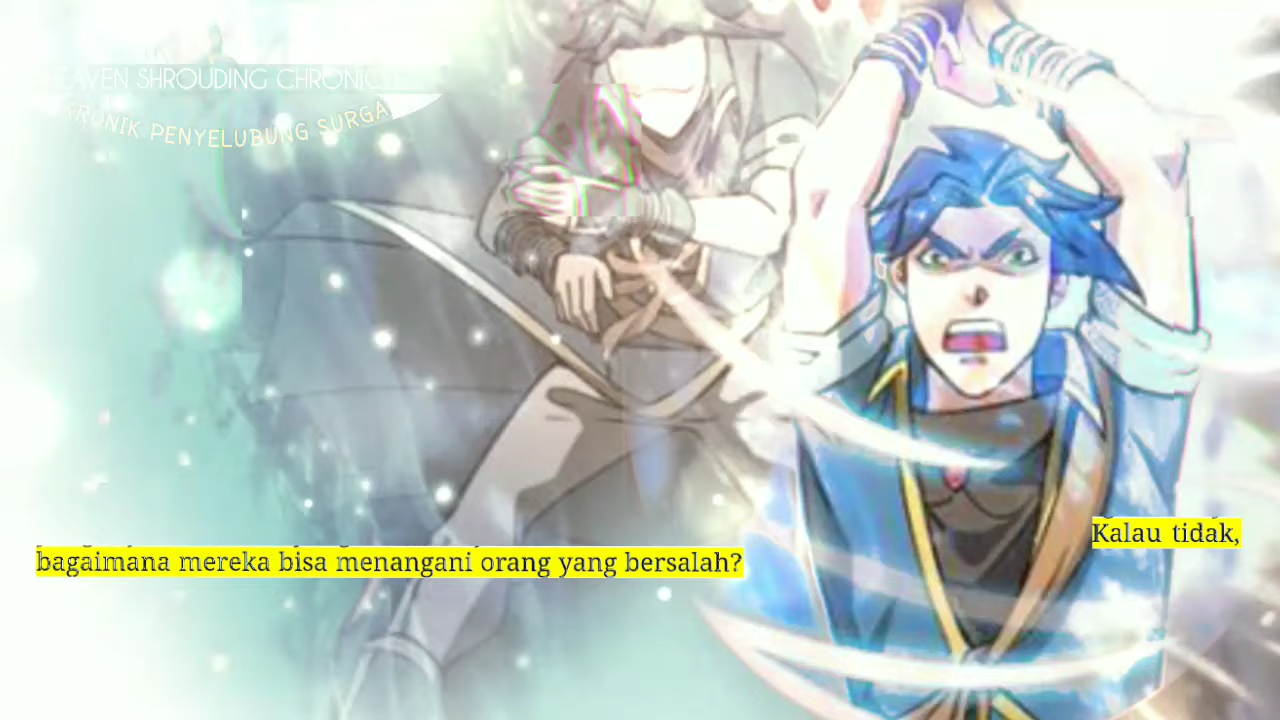 HEAVEN SHROUDING CHRONIC
KRONIK PENYELUBUNG SURGA
Kalau tidak,
bagaimana mereka bisa menangani orang yang bersalah?